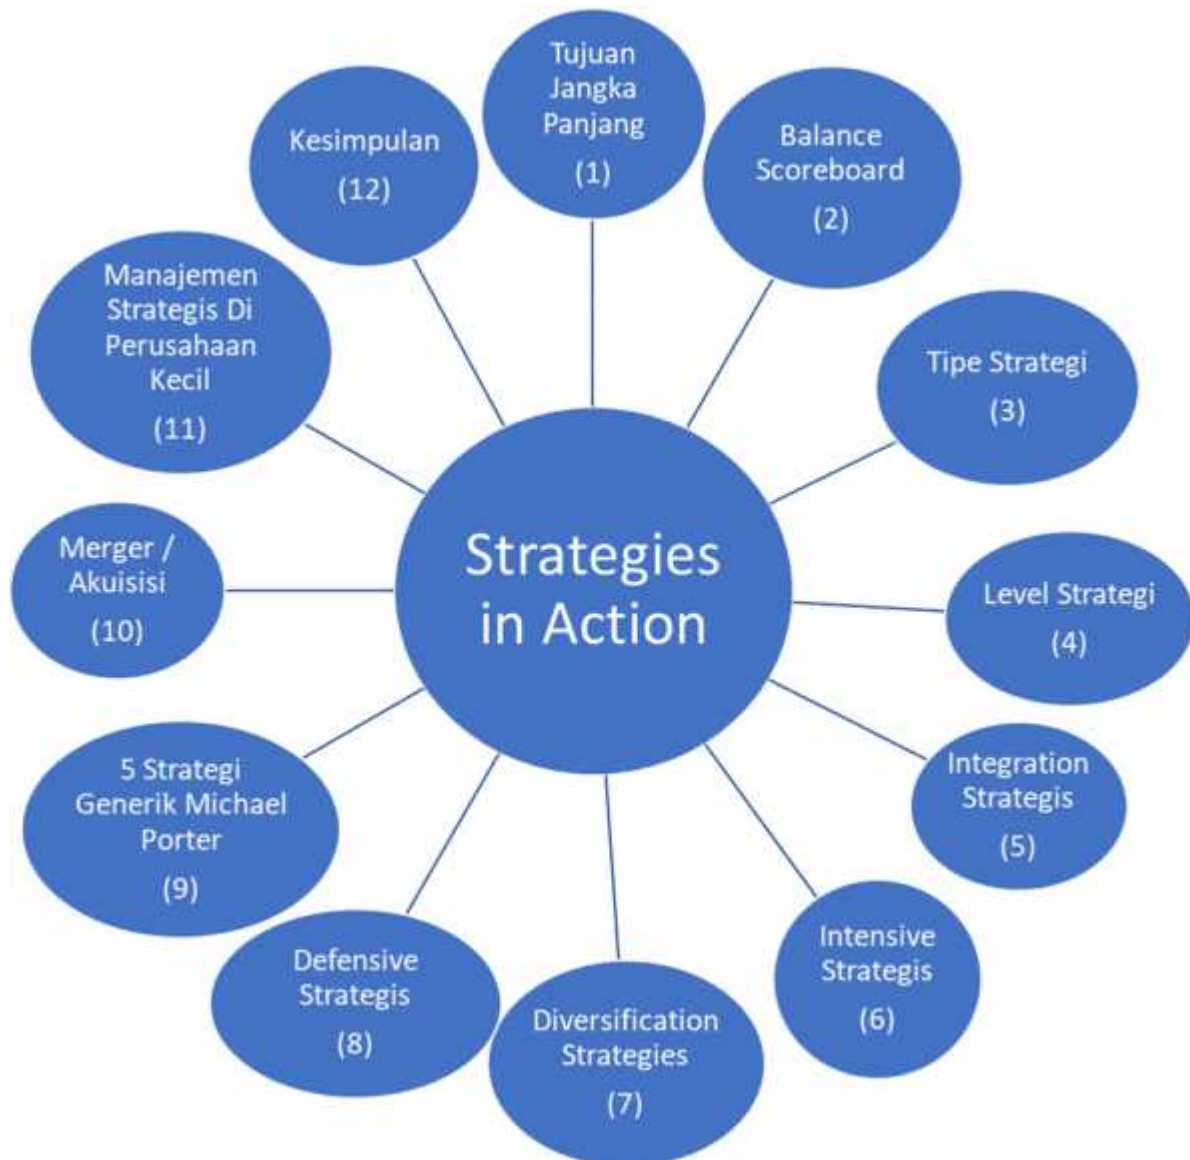 Strategies
in Action
Tujuan
Jangka
Panjang
(1)
Balance
Scoreboard
(2)
Tipe Strategi
(3)
Level Strategi
(4)
Integration
Strategis
(5)
Intensive
Strategis
(6)
Diversification
Strategies
(7)
Defensive
Strategis
(8)
5 Strategi
Generik Michael
Porter
(9)
Merger /
Akuisisi
(10)
Manajemen
Strategis Di
Perusahaan
Kecil
(11)
Kesimpulan
(12)